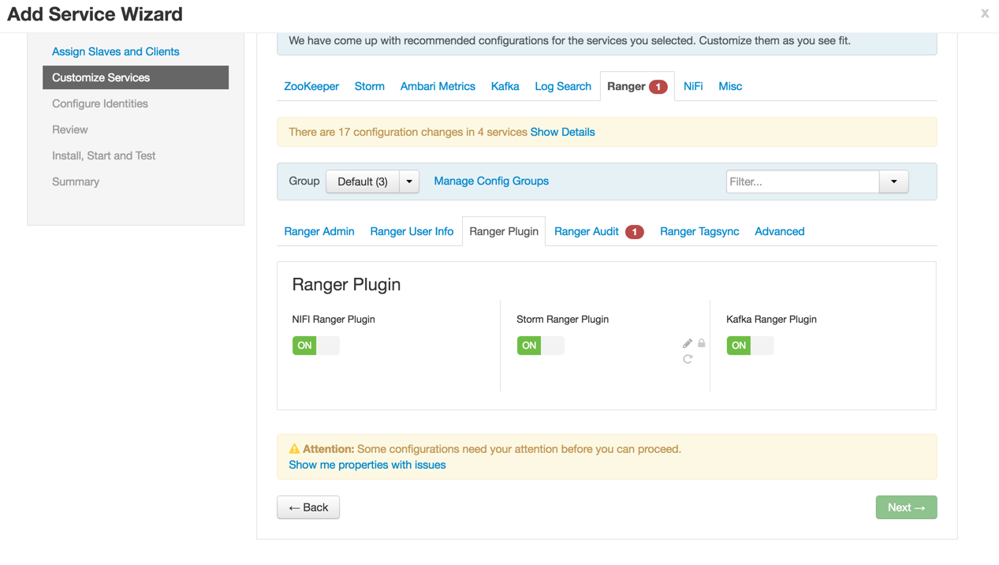 Add Service Wizard
x
Assign Slaves and Clients
Customize Services
Configure Identities
Review
Install, Start and Test
Summary
We have come up with recommended configurations for the services you selected. Customize them as you see fit.
ZooKeeper Storm Ambari Metrics Kafka Log Search Ranger 1 NiFi Misc
There are 17 configuration changes in 4 services Show Details
Group Default (3) Manage Config Groups Filter...
Ranger Admin Ranger User Info Ranger Plugin Ranger Audit 1 Ranger Tagsync Advanced
Ranger Plugin
NIFI Ranger Plugin Storm Ranger Plugin Kafka Ranger Plugin
ON ON ON
Attention: Some configurations need your attention before you can proceed.
Show me properties with issues
← Back Next →